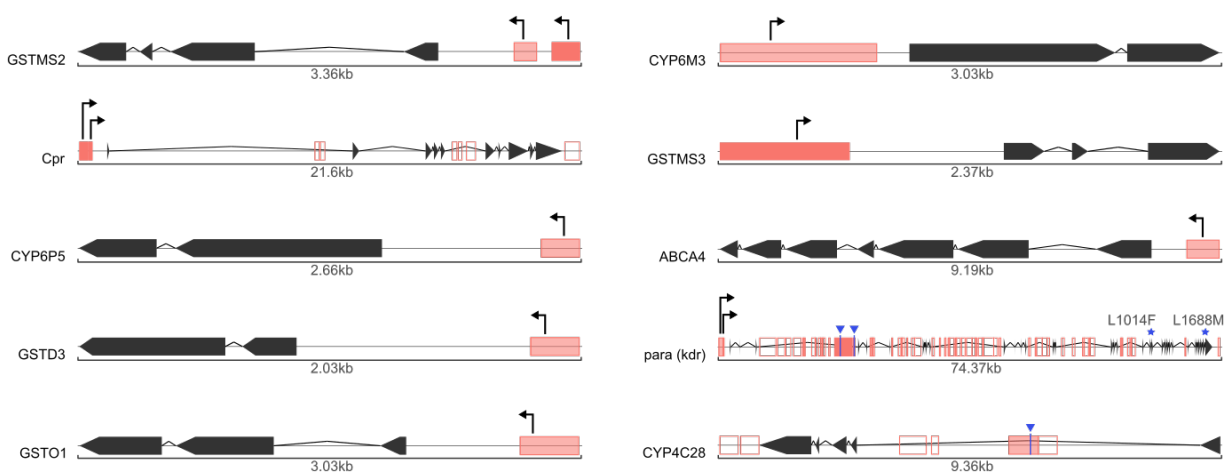 GSTMS2
3.36kb
Cpr
21.6kb
CYP6P5
2.66kb
GSTD3
2.03kb
GSTO1
3.03kb
CYP6M3
3.03kb
GSTMS3
2.37kb
ABCA4
9.19kb
L1014F L1688M
para (kdr)
74.37kb
CYP4C28
9.36kb